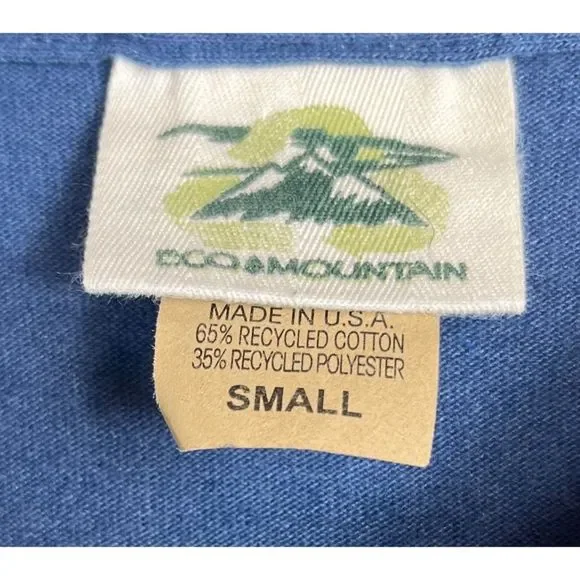 ECO MOUNTAIN
MADE IN U.S.A.
65% RECYCLED COTTON
35% RECYCLED POLYESTER
SMALL